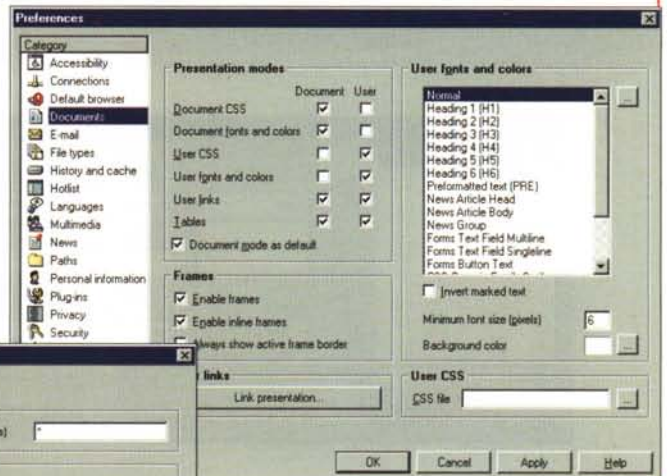 Preferences
Category
Accessibility
Connections
Default browser
Documents
E-mail
File types
History and cache
Hotlist
Languages
Multimedia
News
Paths
Personal information
Plug-ins
Privacy
Security
Presentation modes
Document User
Document CSS
Document fonts and colors
User CSS
User fonts and colors
User links
Tables
Document mode as default
Frames
Enable frames
Enable inline frames
Always show active frame border
links
Link presentation...
User fonts and colors
...
Normal
Heading 1 (H1)
Heading 2 (H2)
Heading 3 (H3)
Heading 4 (H4)
Heading 5 (H5)
Heading 6 (H6)
Preformatted text (PRE)
News Article Head
News Article Body
News Group
Forms Text Field Multiline
Forms Text Field Singleline
Forms Button Text
Invert marked text
Minimum font size (pixels) 6
Background color ...
User CSS
CSS file ...
OK Cancel Apply Help